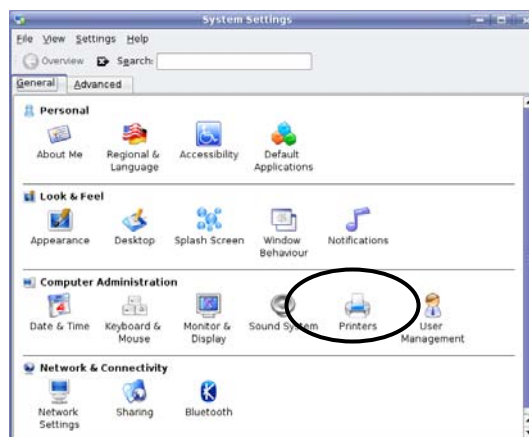 System Settings
File View Settings Help
Overview Search:
General Advanced
Personal
About Me Regional & Language Accessibility Default Applications
Look & Feel
Appearance Desktop Splash Screen Window Behaviour Notifications
Computer Administration
Date & Time Keyboard & Mouse Monitor & Display Sound System Printers User Management
Network & Connectivity
Network Settings Sharing Bluetooth